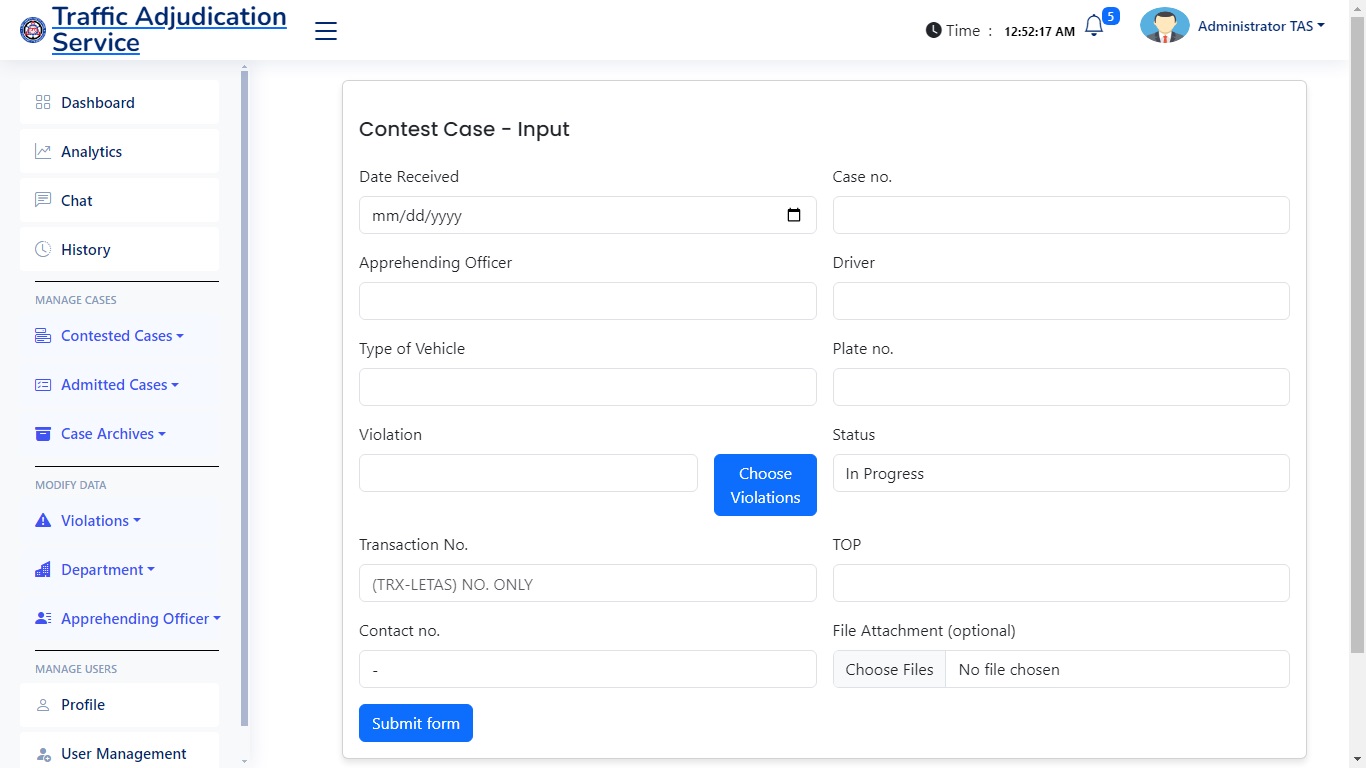 Traffic Adjudication
Service
Time : 12:52:17 AM
5
Administrator TAS
Dashboard
Analytics
Chat
History
MANAGE CASES
Contested Cases
Admitted Cases
Case Archives
MODIFY DATA
Violations
Department
Apprehending Officer
MANAGE USERS
Profile
User Management
Contest Case - Input
Date Received
mm/dd/yyyy
Case no.
Apprehending Officer
Driver
Type of Vehicle
Plate no.
Violation
Choose
Violations
Status
In Progress
Transaction No.
(TRX-LETAS) NO. ONLY
TOP
Contact no.
-
File Attachment (optional)
Choose Files No file chosen
Submit form